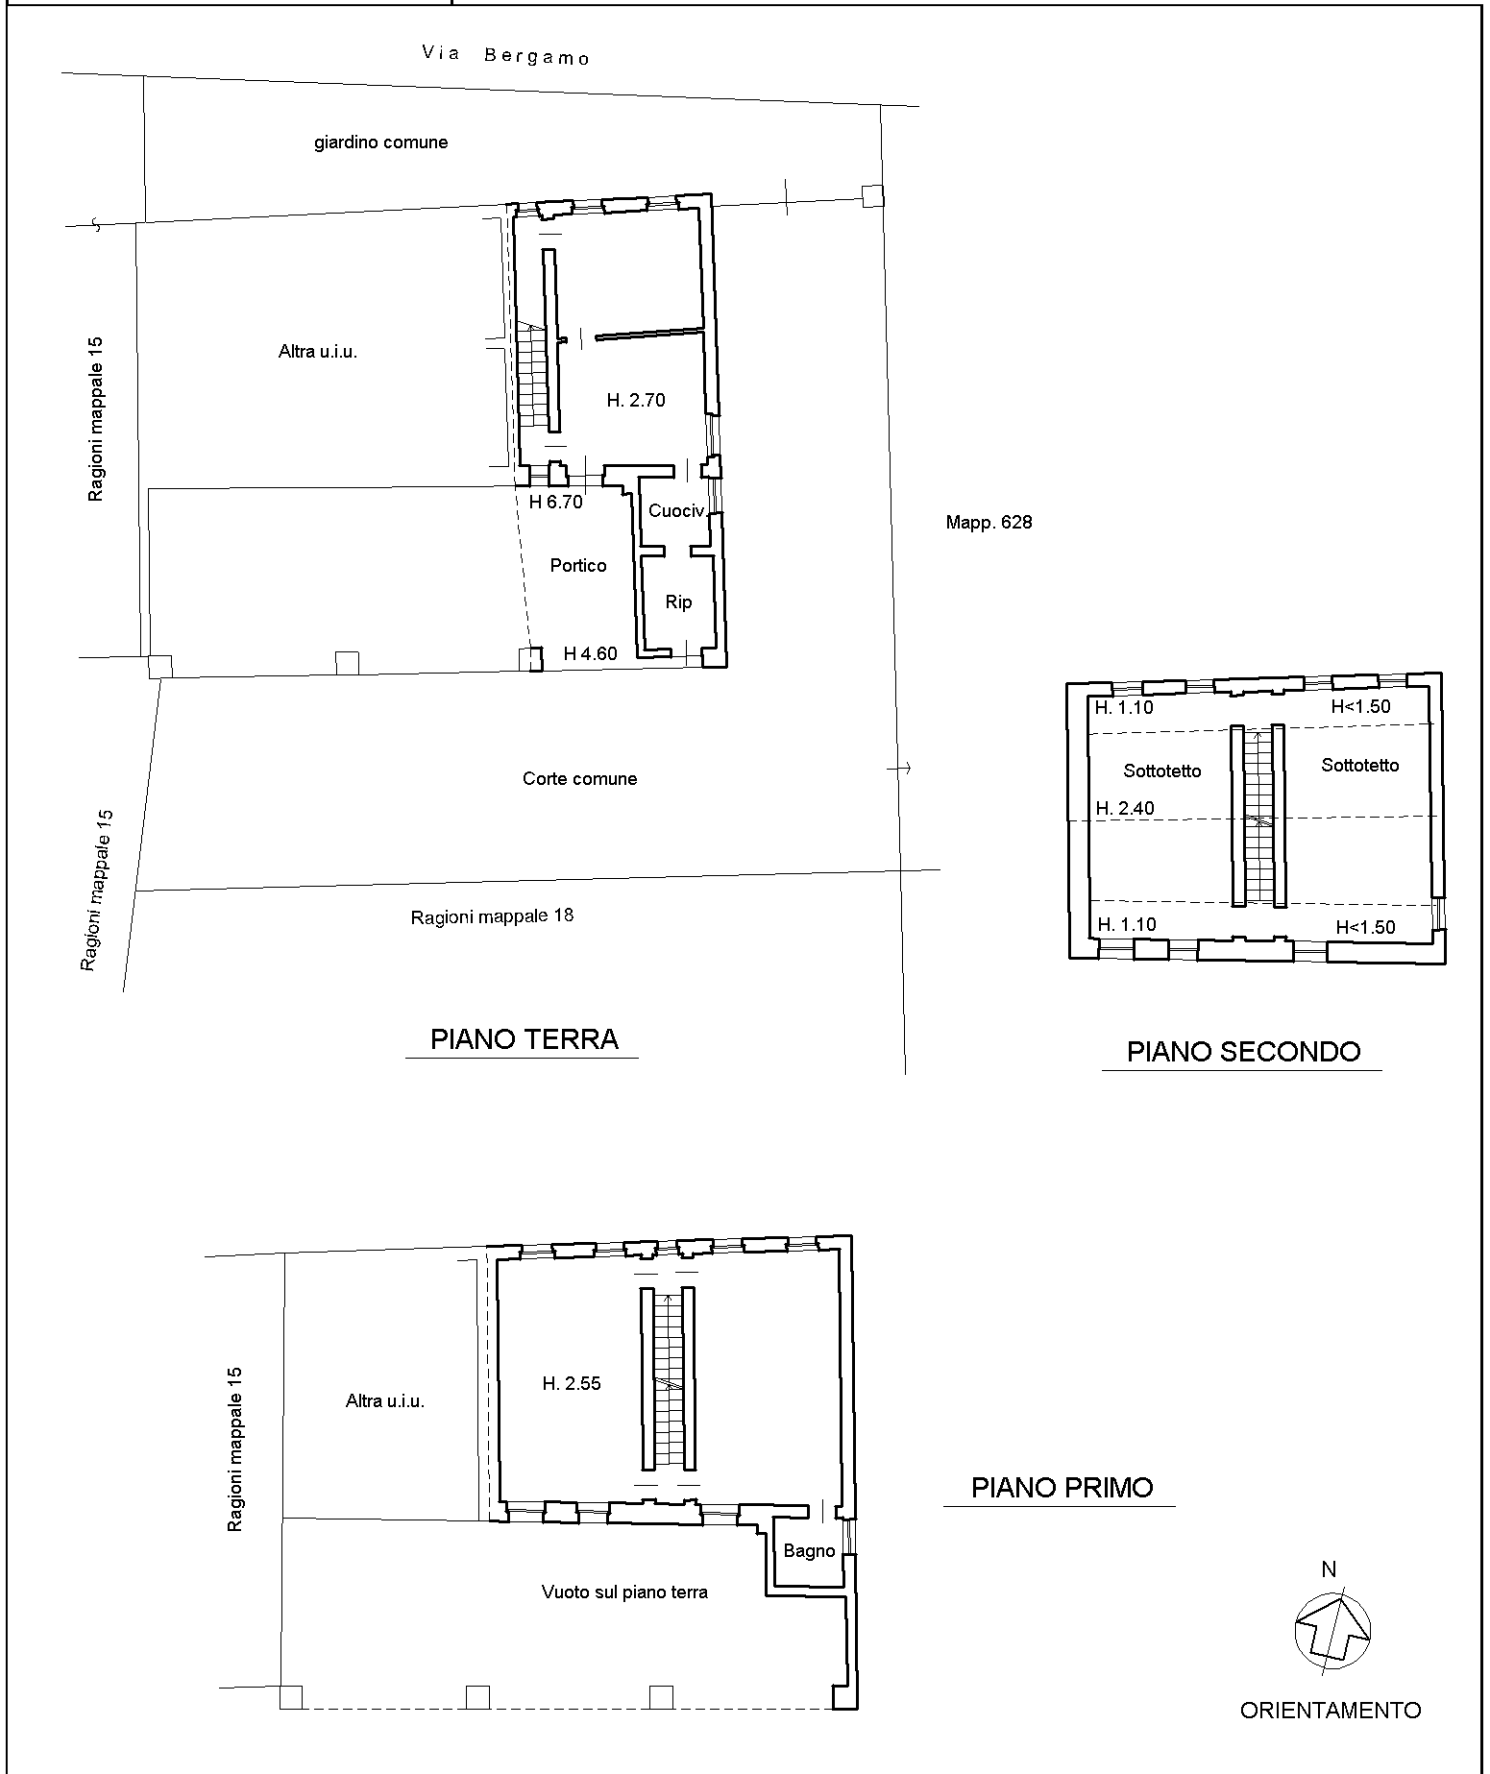 Via Bergamo
giardino comune
Ragioni mappale 15
Altra u.i.u.
H. 2.70
H 6.70
Cuociv.
Mapp. 628
Portico
Rip
H 4.60
Corte comune
Ragioni mappale 15
Ragioni mappale 18
PIANO TERRA
H. 1.10
H<1.50
Sottotetto
Sottotetto
H. 2.40
H. 1.10
H<1.50
PIANO SECONDO
Ragioni mappale 15
Altra u.i.u.
H. 2.55
Bagno
Vuoto sul piano terra
PIANO PRIMO
N
ORIENTAMENTO